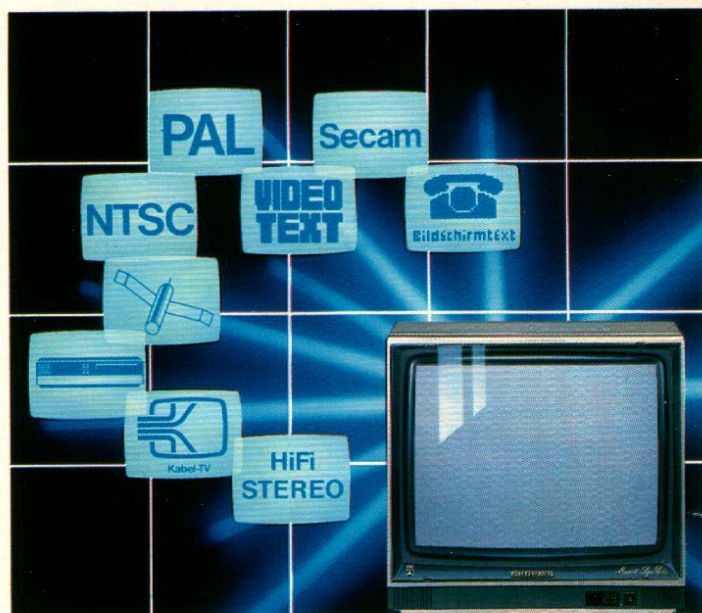 PAL
Secam
NTSC
VIDEO
TEXT
Bildschirmtext
Kabel-TV
HiFi
STEREO